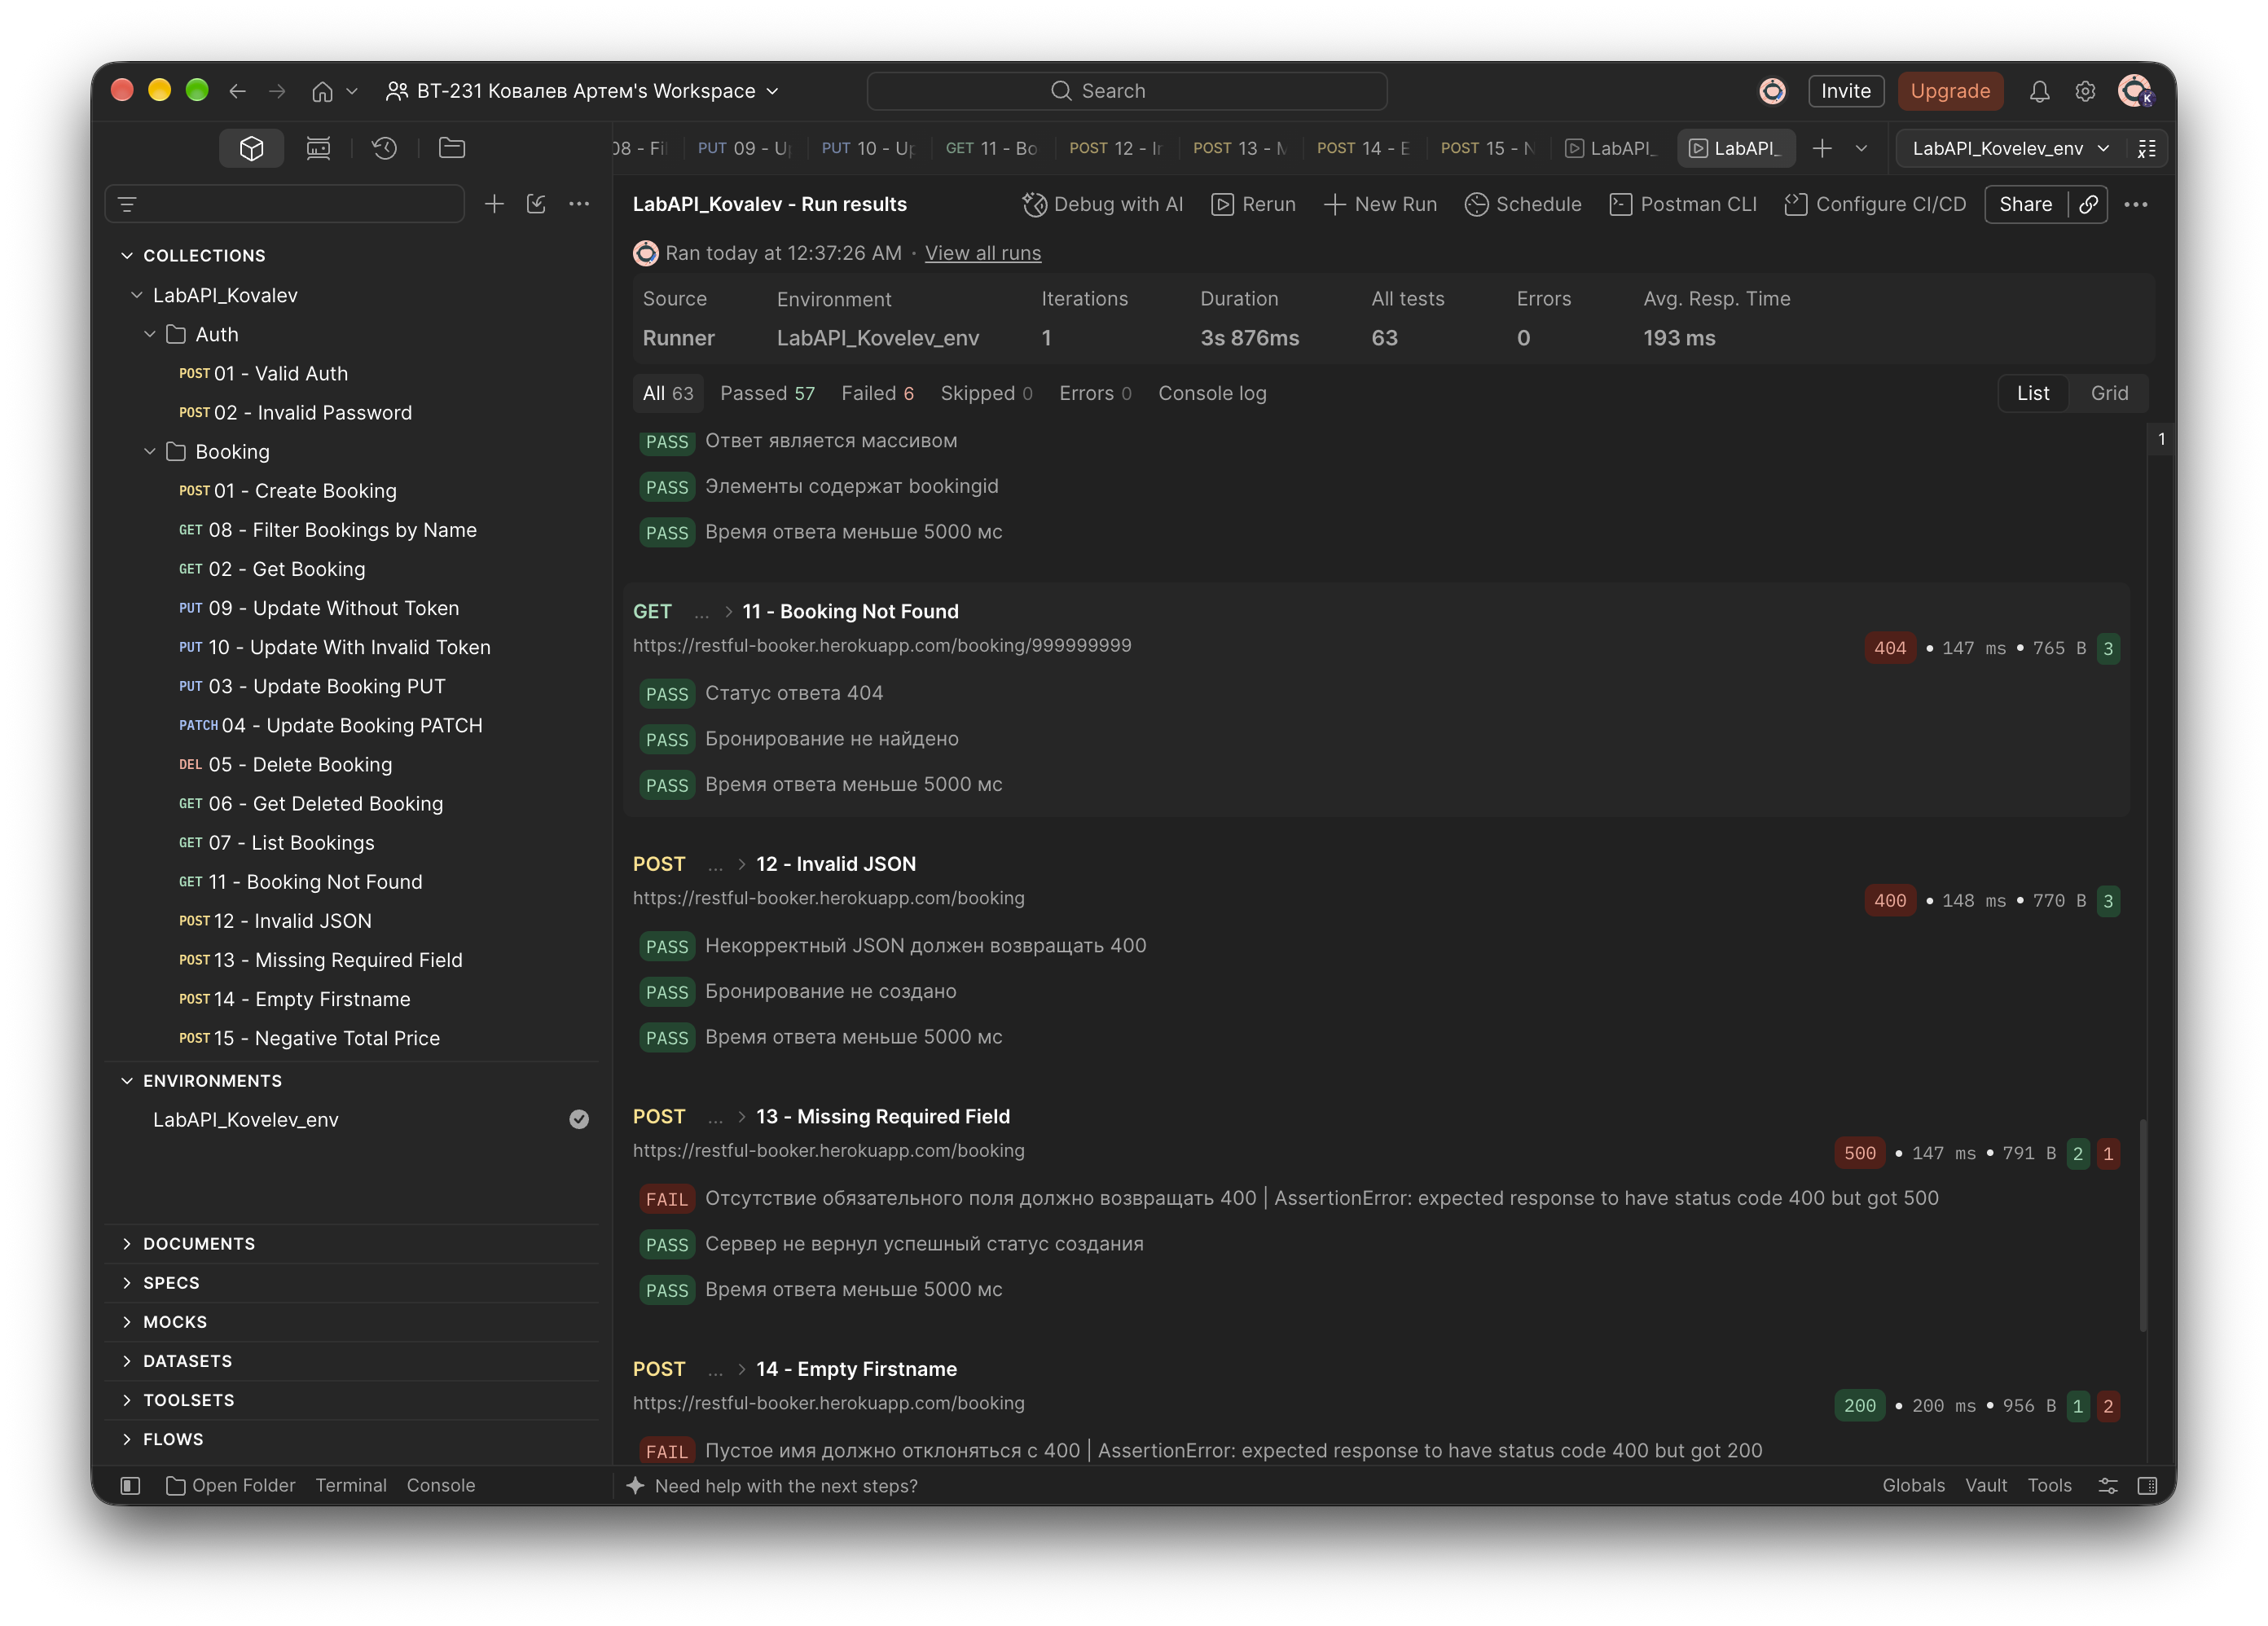 ВТ-231 Ковалев Артем's Workspace
Search
Invite
Upgrade
K
08 - Fil
PUT 09 - U
PUT 10 - Up
GET 11 - Bo
POST 12 - I
POST 13 - M
POST 14 - E
POST 15 - N
LabAPI_
LabAPI_
LabAPI_Kovelev_env
COLLECTIONS
LabAPI_Kovalev
Auth
POST 01 - Valid Auth
POST 02 - Invalid Password
Booking
POST 01 - Create Booking
GET 08 - Filter Bookings by Name
GET 02 - Get Booking
PUT 09 - Update Without Token
PUT 10 - Update With Invalid Token
PUT 03 - Update Booking PUT
PATCH 04 - Update Booking PATCH
DEL 05 - Delete Booking
GET 06 - Get Deleted Booking
GET 07 - List Bookings
GET 11 - Booking Not Found
POST 12 - Invalid JSON
POST 13 - Missing Required Field
POST 14 - Empty Firstname
POST 15 - Negative Total Price
ENVIRONMENTS
LabAPI_Kovelev_env
DOCUMENTS
SPECS
MOCKS
DATASETS
TOOLSETS
FLOWS
LabAPI_Kovalev - Run results
Debug with AI
Rerun
New Run
Schedule
Postman CLI
Configure CI/CD
Share
Ran today at 12:37:26 AM · View all runs
Source Environment Iterations Duration All tests Errors Avg. Resp. Time
Runner LabAPI_Kovelev_env 1 3s 876ms 63 0 193 ms
All 63 Passed 57 Failed 6 Skipped 0 Errors 0 Console log
List Grid
1
PASS Ответ является массивом
PASS Элементы содержат bookingid
PASS Время ответа меньше 5000 мс
GET ... > 11 - Booking Not Found
https://restful-booker.herokuapp.com/booking/999999999
404 • 147 ms • 765 B 3
PASS Статус ответа 404
PASS Бронирование не найдено
PASS Время ответа меньше 5000 мс
POST ... > 12 - Invalid JSON
https://restful-booker.herokuapp.com/booking
400 • 148 ms • 770 B 3
PASS Некорректный JSON должен возвращать 400
PASS Бронирование не создано
PASS Время ответа меньше 5000 мс
POST ... > 13 - Missing Required Field
https://restful-booker.herokuapp.com/booking
500 • 147 ms • 791 B 2 1
FAIL Отсутствие обязательного поля должно возвращать 400 | AssertionError: expected response to have status code 400 but got 500
PASS Сервер не вернул успешный статус создания
PASS Время ответа меньше 5000 мс
POST ... > 14 - Empty Firstname
https://restful-booker.herokuapp.com/booking
200 • 200 ms • 956 B 1 2
FAIL Пустое имя должно отклоняться с 400 | AssertionError: expected response to have status code 400 but got 200
Open Folder Terminal Console
Need help with the next steps?
Globals Vault Tools